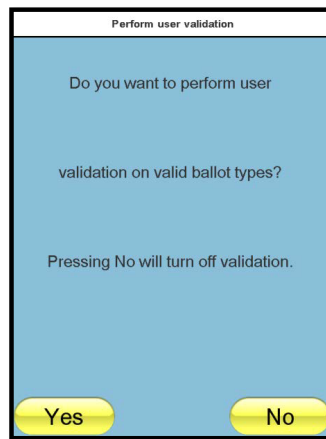 Perform user validation
Do you want to perform user
validation on valid ballot types?
Pressing No will turn off validation.
Yes
No